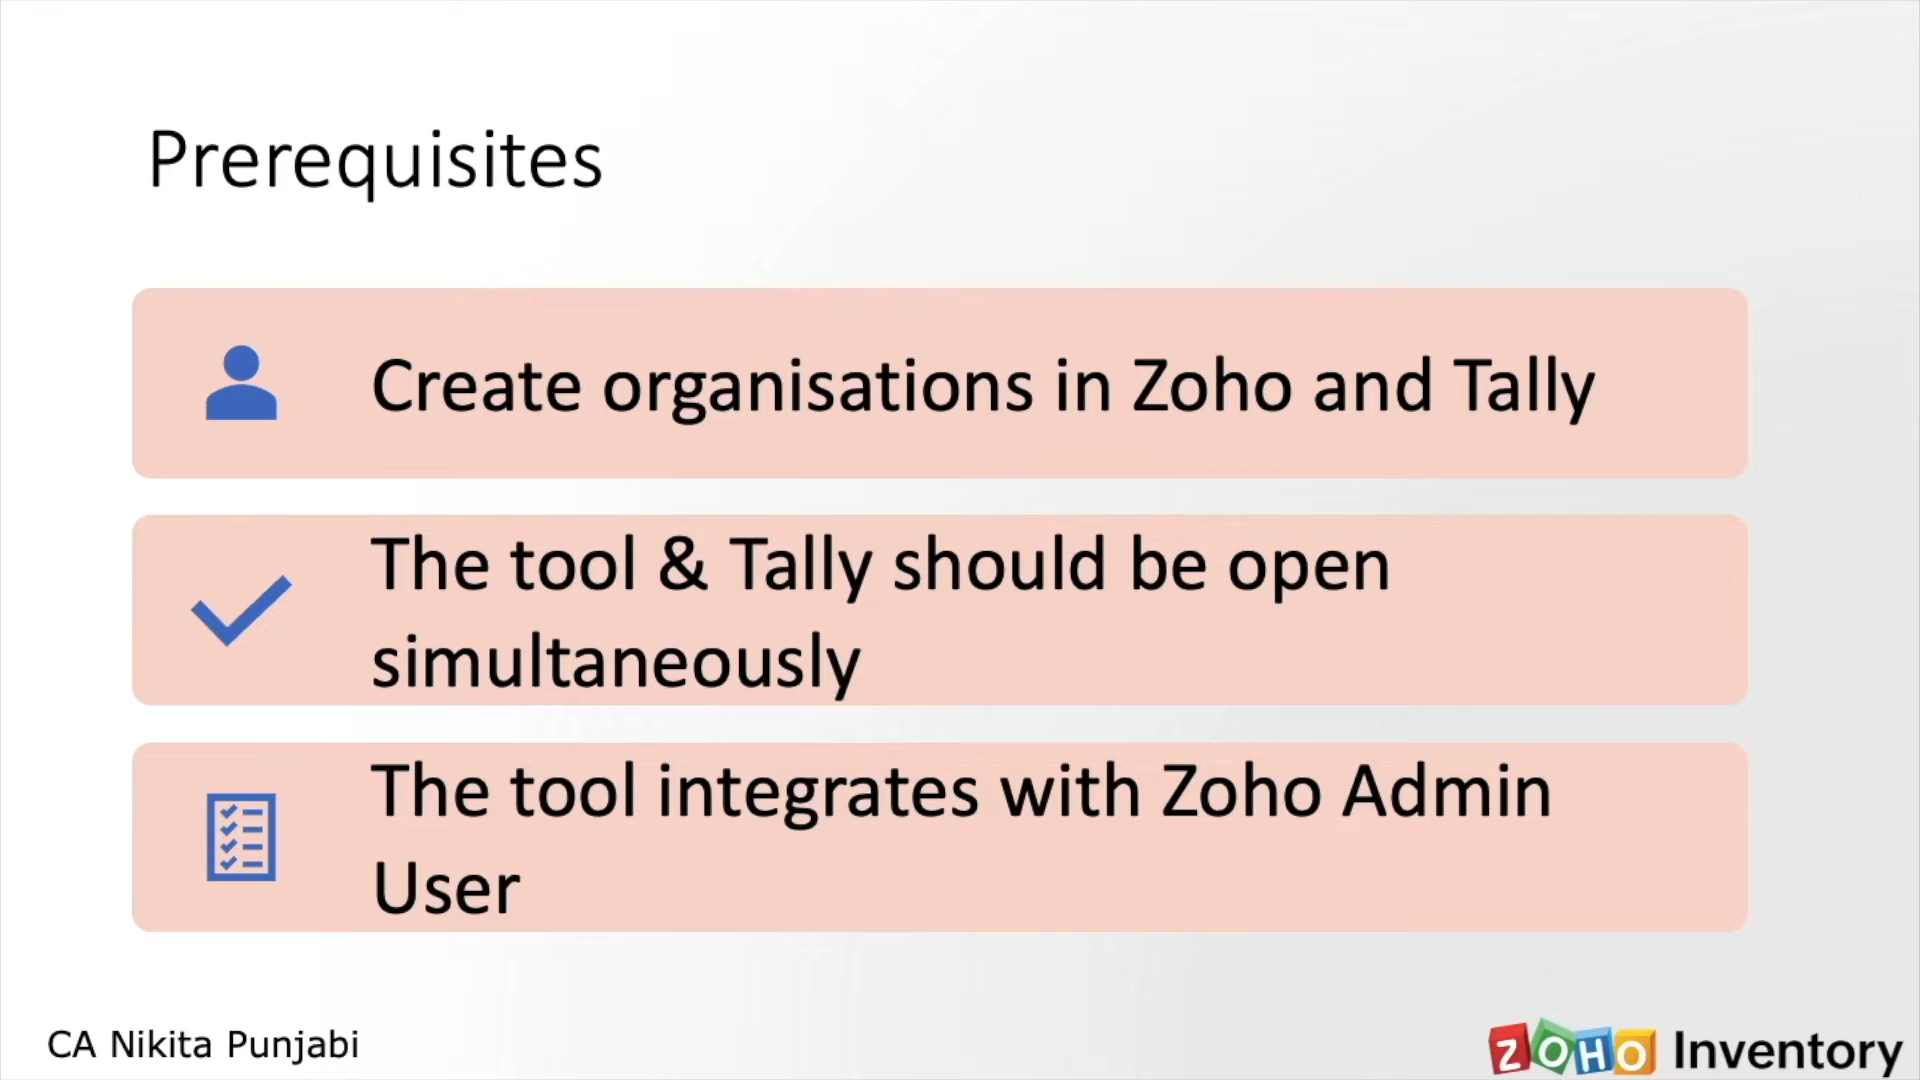 Prerequisites
Create organisations in Zoho and Tally
The tool & Tally should be open
simultaneously
The tool integrates with Zoho Admin
User
CA Nikita Punjabi
ZOHO Inventory